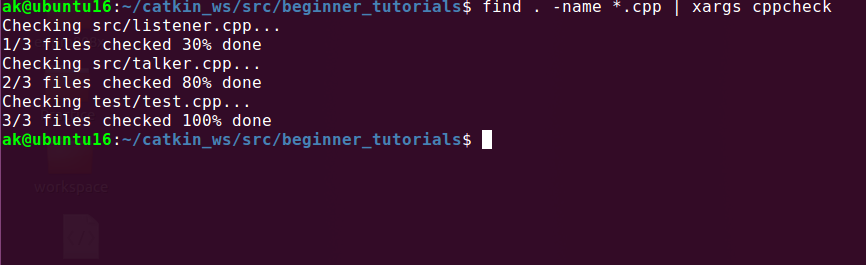 ak@ubuntu16:~/catkin_ws/src/beginner_tutorials$ find . -name *.cpp | xargs cppcheck
Checking src/listener.cpp...
1/3 files checked 30% done
Checking src/talker.cpp...
2/3 files checked 80% done
Checking test/test.cpp...
3/3 files checked 100% done
ak@ubuntu16:~/catkin_ws/src/beginner_tutorials$
workspace